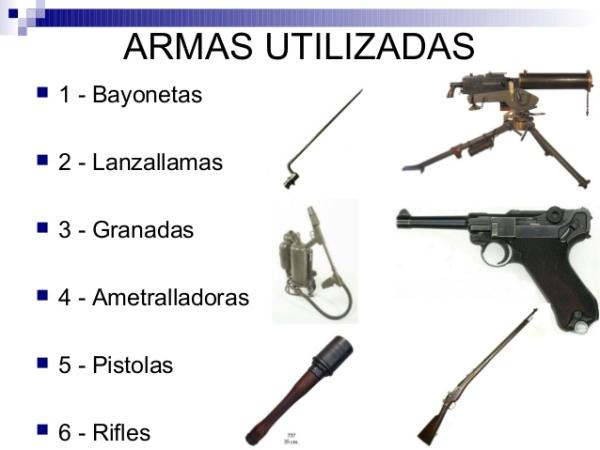 ARMAS UTILIZADAS
1 - Bayonetas
2 - Lanzallamas
3 - Granadas
4 - Ametralladoras
5 - Pistolas
6 - Rifles